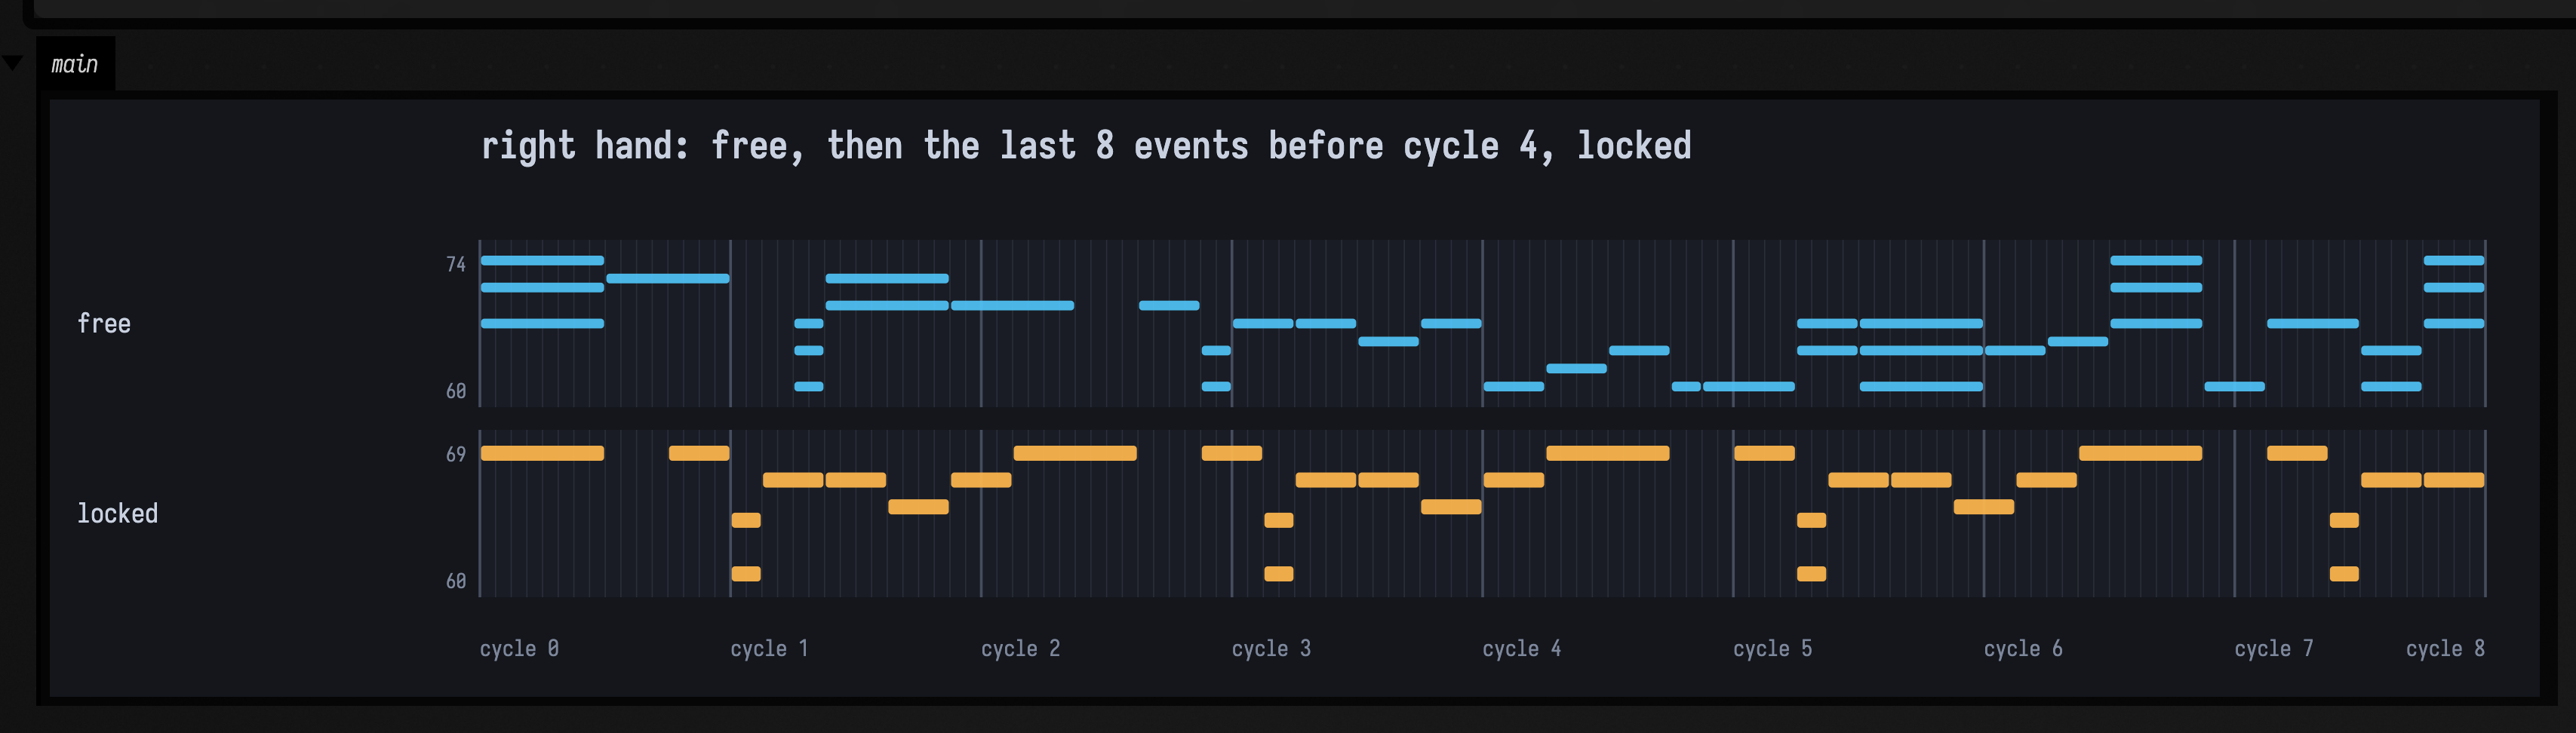 main
right hand: free, then the last 8 events before cycle 4, locked
74
free
60
69
locked
60
cycle 0 cycle 1 cycle 2 cycle 3 cycle 4 cycle 5 cycle 6 cycle 7 cycle 8